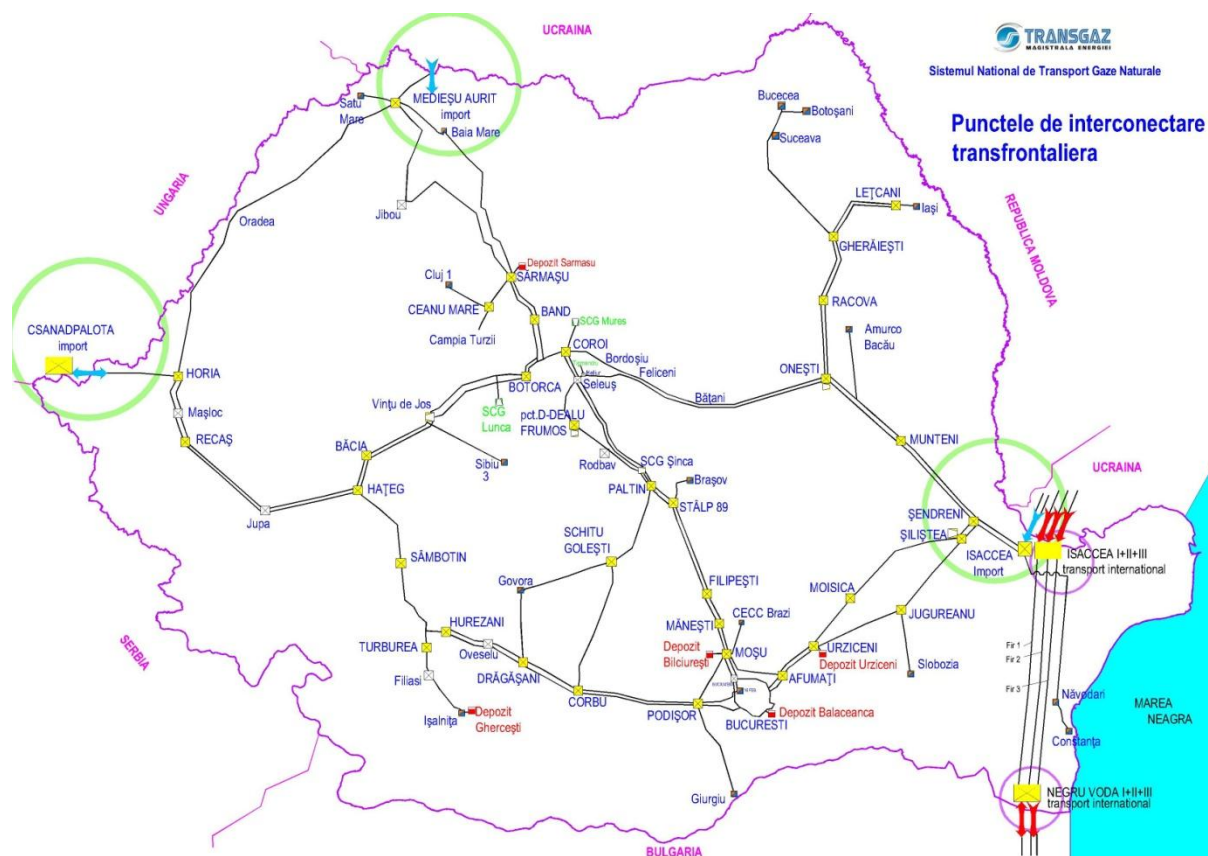 UCRAINA
TRANSGAZ
MAGISTRALA ENERGIEI
Sistemul National de Transport Gaze Naturale
Punctele de interconectare
transfrontaliera
MEDIEŞU AURIT
import
Satu
Mare
Baia Mare
Bucecea
Botoşani
Suceava
UNGARIA
Jibou
LEŢCANI
Iaşi
REPUBLICA MOLDOVA
Oradea
GHERĂIEŞTI
Depozit Sarmasu
SĂRMAŞU
Cluj 1
CEANU MARE
BAND
RACOVA
CSANADPALOTA
import
SCG Mures
Campia Turzii
Amurco
Bacău
COROI
Bordoşiu
Feliceni
HORIA
ONEŞTI
BOTORCA
Seleuş
Băţani
Maşloc
Vinţu de Jos
SCG
Lunca
pct.D-DEALU
FRUMOS
RECAŞ
MUNTENI
BĂCIA
Sibiu
3
Rodbav
SCG Şinca
UCRAINA
HAŢEG
PALTIN
Braşov
STÂLP 89
Jupa
ŞENDRENI
ŞILIŞTEA
SCHITU
GOLEŞTI
ISACCEA
Import
ISACCEA I+II+III
transport international
SÂMBOTIN
Govora
FILIPEŞTI
MOISICA
JUGUREANU
SERBIA
HUREZANI
MĂNEŞTI
CECC Brazi
TURBUREA
Oveselu
Depozit
Bilciureşti
MOŞU
URZICENI
Depozit Urziceni
Fir 1
Fir 2
Fir 3
Filiasi
DRĂGĂŞANI
AFUMAŢI
Slobozia
CORBU
Năvodari
MAREA
NEAGRA
Işalniţa
Depozit
Gherceşti
PODIŞOR
BUCURESTI
Depozit Balaceanca
Constanţa
Giurgiu
NEGRU VODA I+II+III
transport international
BULGARIA